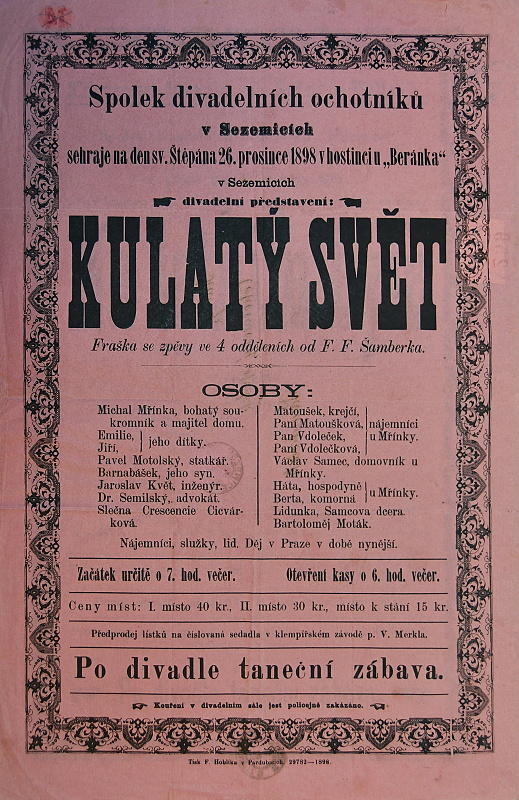 Spolek divadelních ochotníků
v Sezemicích
sehraje na den sv. Štěpána 26. prosince 1898 v hostinci u „Beránka“
v Sezemicích
divadelní představení:
KULATÝ SVĚT
Fraška se zpěvy ve 4 odděleních od F. F. Šamberka.
OSOBY:
Michal Mřínka, bohatý sou-
kromník a majitel domu.
Emilie,
Jiří,
jeho dítky.
Pavel Motolský, statkář.
Barnabášek, jeho syn.
Jaroslav Květ, inženýr.
Dr. Semilský, advokát.
Slečna Crescencie Cicvár-
ková.
Matoušek, krejčí,
Paní Matoušková,
Pan Vdoleček,
Paní Vdolečková,
nájemníci
u Mřínky.
Václav Samec, domovník u
Mřínky.
Háta, hospodyně
Berta, komorná
u Mřínky.
Lidunka, Samcova dcera.
Bartoloměj Moták.
Nájemníci, služky, lid. Děj v Praze v době nynější.
Začátek určitě o 7. hod. večer. Otevření kasy o 6. hod. večer.
Ceny míst: I. místo 40 kr., II. místo 30 kr., místo k stání 15 kr.
Předprodej lístků na číslovaná sedadla v klempířském závodě p. V. Merkla.
Po divadle taneční zábava.
Kouření v divadelním sále jest policejně zakázáno.
Tisk F. Hoblíka v Pardubicích. 29782—1898.